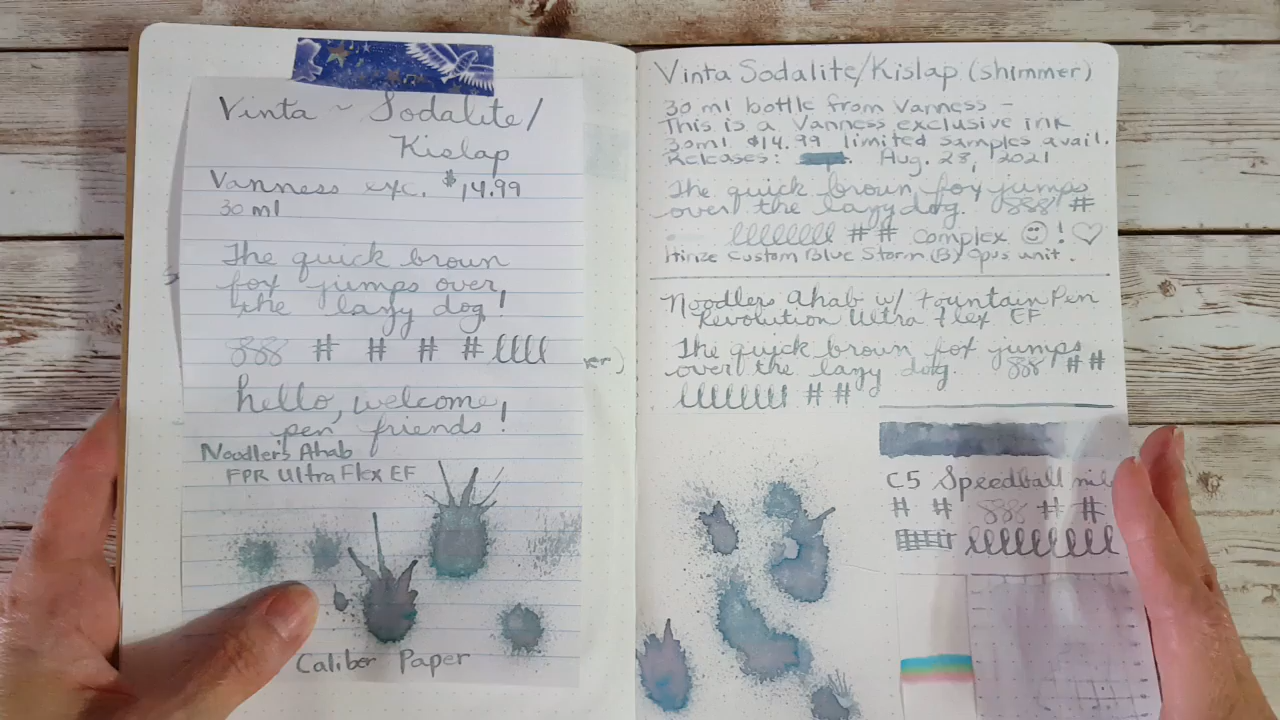 Vinta ~ Sodalite/
Kislap
Vanness exc. $14.99
30 ml
The quick brown
fox jumps over
the lazy dog!
888 # # # # llll
hello, welcome,
pen friends!
Noodler's Ahab
FPR Ultra Flex EF
Caliber Paper
Vinta Sodalite/Kislap (shimmer)
30 ml bottle from Vanness –
This is a Vanness exclusive ink
30ml $14.99 limited samples avail.
Releases: Aug. 28, 2021
The quick brown fox jumps
over the lazy dog. 888 #
llllllll # # complex ☺ ! ♡
Custom Blue Storm (B) Opus unit.
Noodlers Ahab w/ Fountain Pen
Revolution Ultra Flex EF
The quick brown fox jumps
over the lazy dog. 888 # #
llllllll # #
C5 Speedball
# # 888 # #
lllllllll